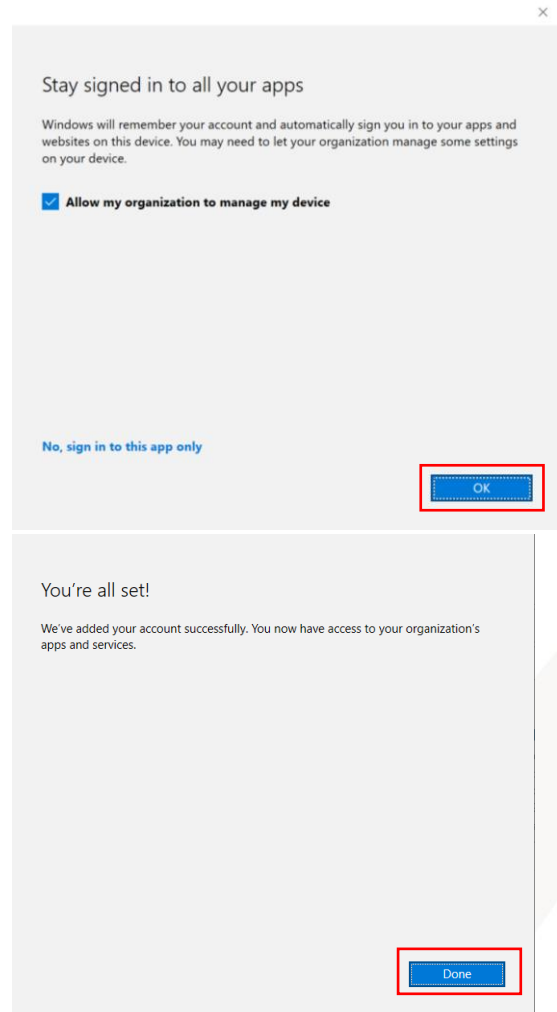 Stay signed in to all your apps
Windows will remember your account and automatically sign you in to your apps and
websites on this device. You may need to let your organization manage some settings
on your device.
Allow my organization to manage my device
No, sign in to this app only
OK
You're all set!
We've added your account successfully. You now have access to your organization's
apps and services.
Done